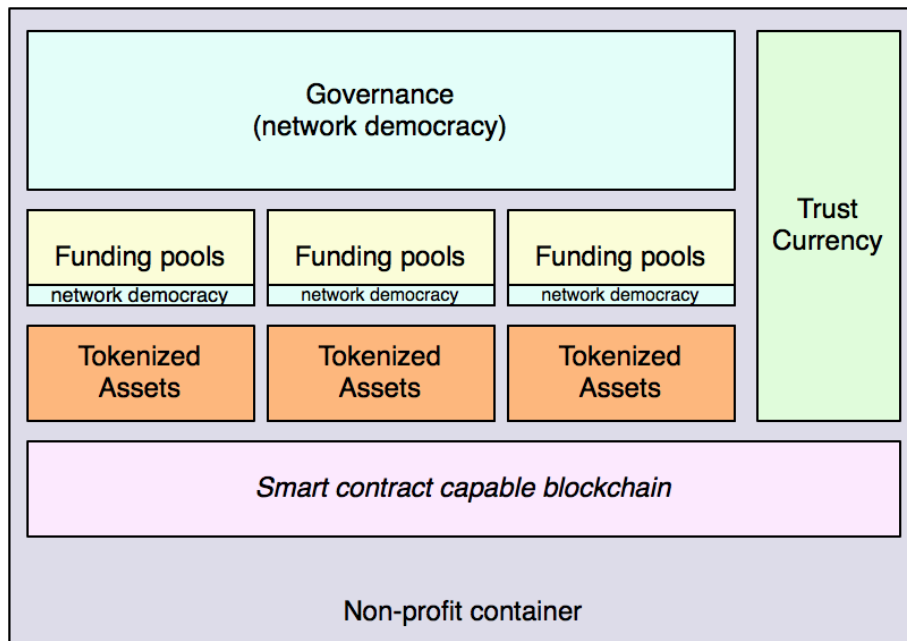 Governance
(network democracy)
Trust
Currency
Funding pools
network democracy
Funding pools
network democracy
Funding pools
network democracy
Tokenized
Assets
Tokenized
Assets
Tokenized
Assets
Smart contract capable blockchain
Non-profit container